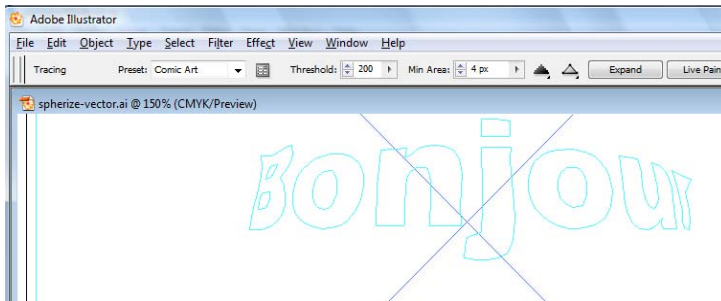 Adobe Illustrator
File Edit Object Type Select Filter Effect View Window Help
Tracing Preset: Comic Art Threshold: 200 Min Area: 4 px Expand Live Pain
spherize-vector.ai @ 150% (CMYK/Preview)
Bonjour